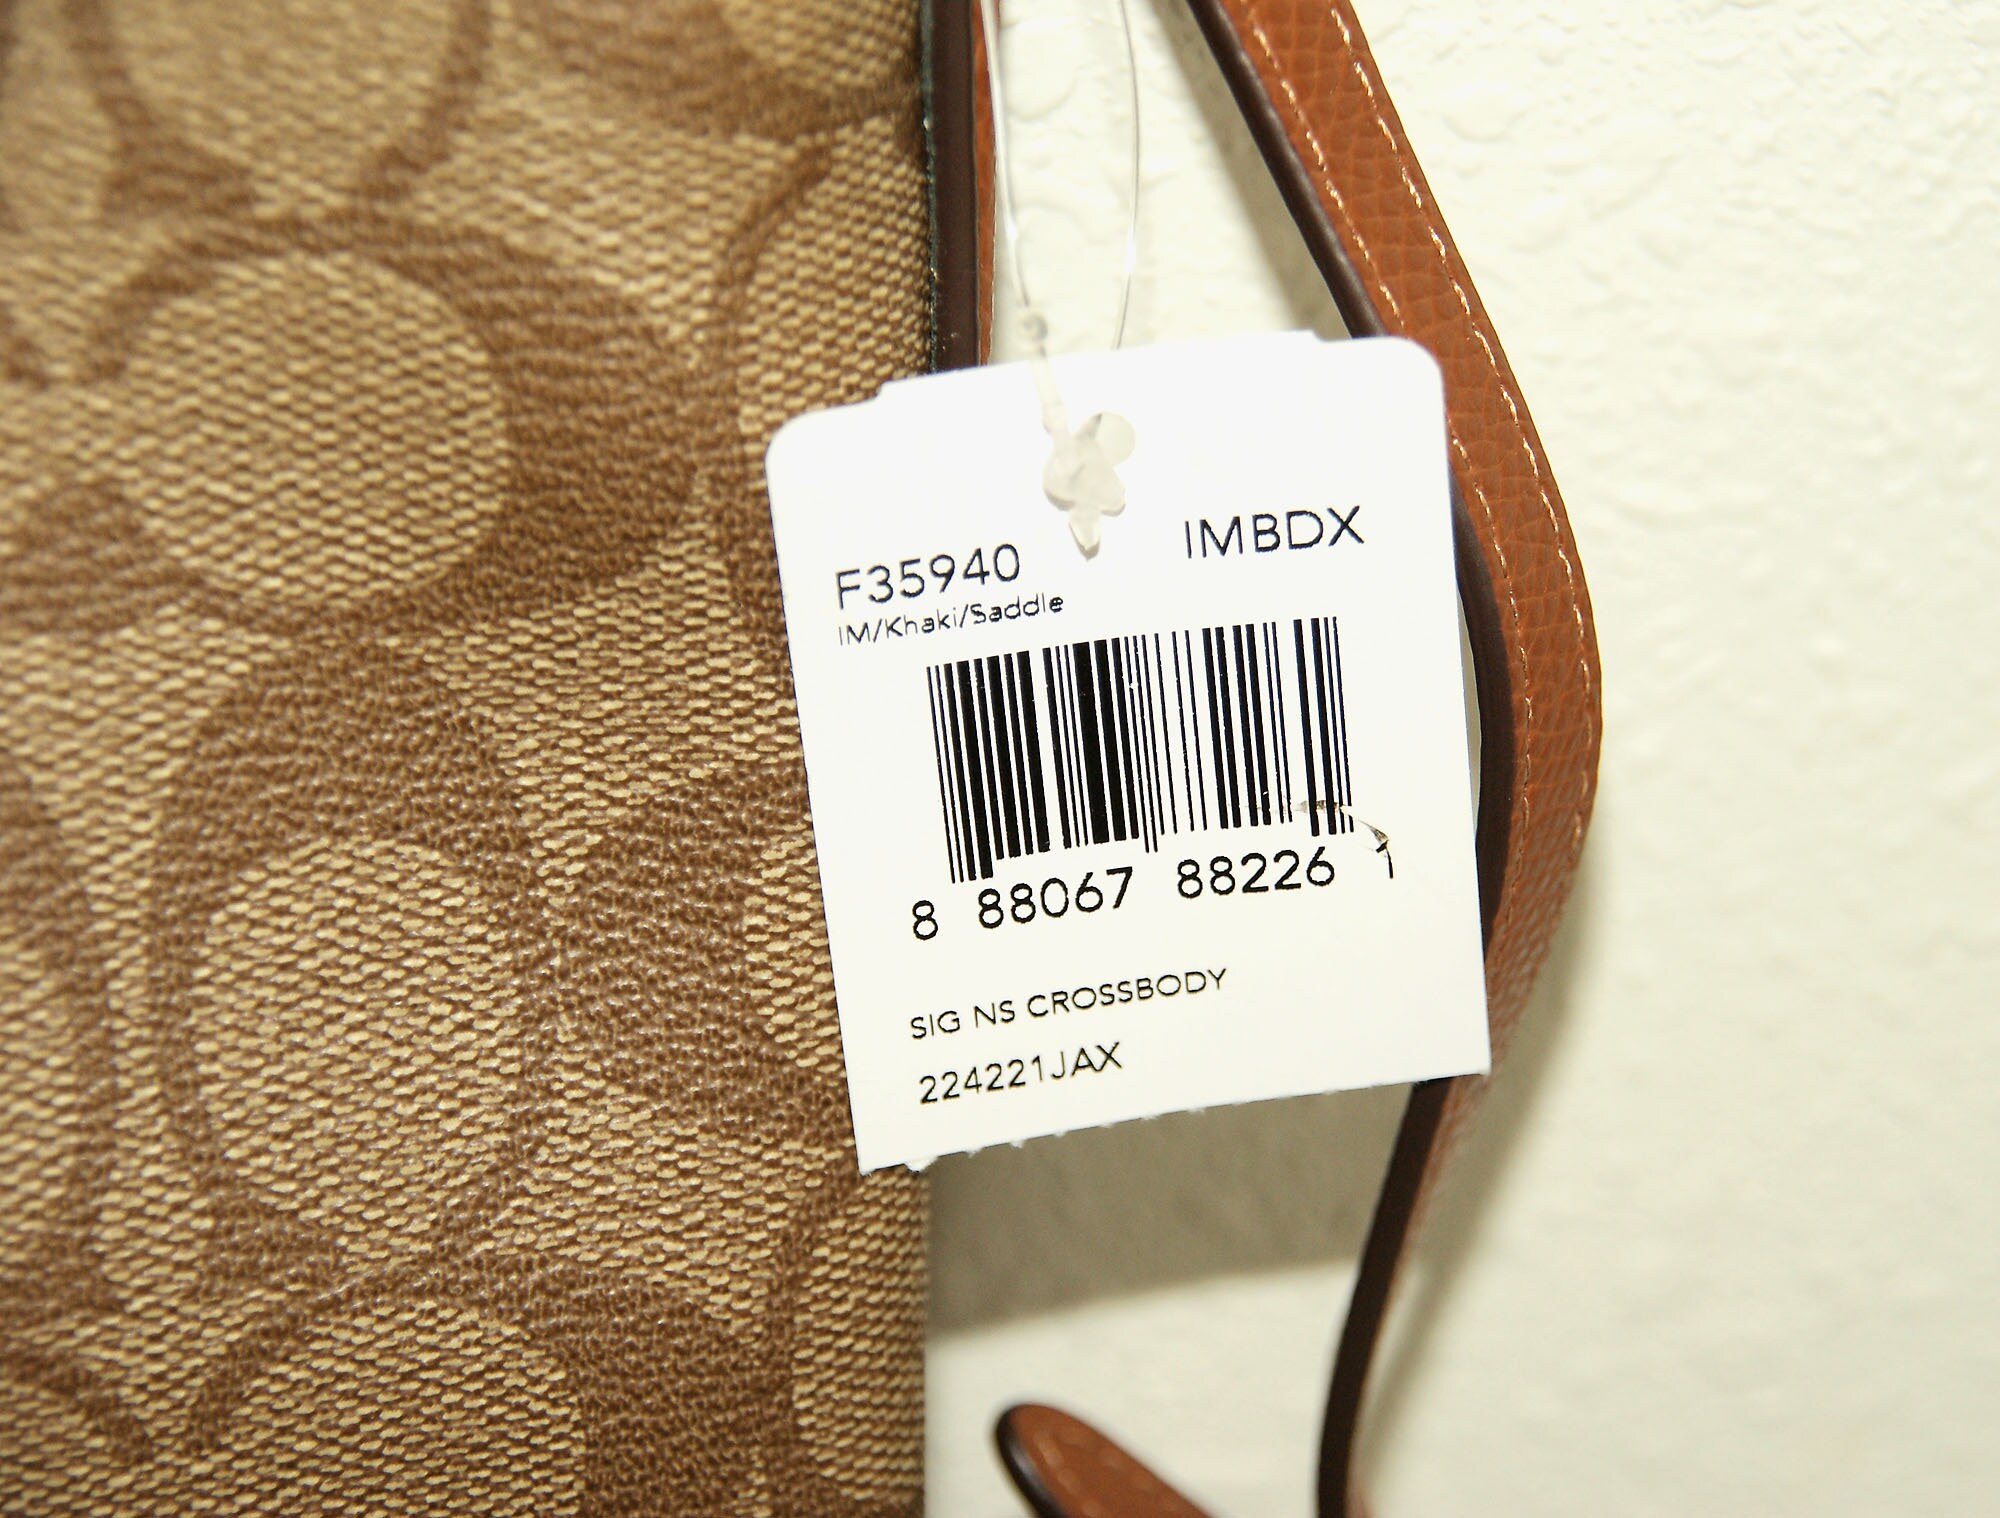 F35940 IMBDX
IM/Khaki/Saddle
8 88067 88226 1
SIG NS CROSSBODY
224221JAX